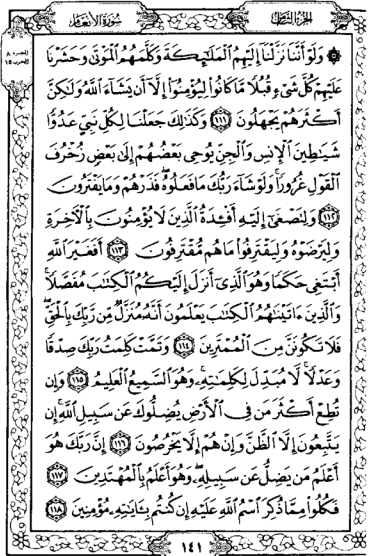 سورة الأنعام
الجزء الثامن
الجزء ٨
الحزب ١٥
۞ وَلَوْ أَنَّنَا نَزَّلْنَا إِلَيْهِمُ الْمَلَٰٓئِكَةَ وَكَلَّمَهُمُ الْمَوْتَىٰ وَحَشَرْنَا
عَلَيْهِمْ كُلَّ شَىْءٍ قُبُلًا مَّا كَانُوا۟ لِيُؤْمِنُوٓا۟ إِلَّآ أَن يَشَآءَ اللَّهُ وَلَٰكِنَّ
أَكْثَرَهُمْ يَجْهَلُونَ ١١١ وَكَذَٰلِكَ جَعَلْنَا لِكُلِّ نَبِىٍّ عَدُوًّا
شَيَٰطِينَ الْإِنسِ وَالْجِنِّ يُوحِى بَعْضُهُمْ إِلَىٰ بَعْضٍ زُخْرُفَ
الْقَوْلِ غُرُورًا ۚ وَلَوْ شَآءَ رَبُّكَ مَا فَعَلُوهُ ۖ فَذَرْهُمْ وَمَا يَفْتَرُونَ
١١٢ وَلِتَصْغَىٰٓ إِلَيْهِ أَفْـِٔدَةُ الَّذِينَ لَا يُؤْمِنُونَ بِالْـَٔاخِرَةِ
وَلِيَرْضَوْهُ وَلِيَقْتَرِفُوا۟ مَا هُم مُّقْتَرِفُونَ ١١٣ أَفَغَيْرَ اللَّهِ
أَبْتَغِى حَكَمًا وَهُوَ الَّذِىٓ أَنزَلَ إِلَيْكُمُ الْكِتَٰبَ مُفَصَّلًا ۚ
وَالَّذِينَ ءَاتَيْنَٰهُمُ الْكِتَٰبَ يَعْلَمُونَ أَنَّهُۥ مُنَزَّلٌ مِّن رَّبِّكَ بِالْحَقِّ ۖ
فَلَا تَكُونَنَّ مِنَ الْمُمْتَرِينَ ١١٤ وَتَمَّتْ كَلِمَتُ رَبِّكَ صِدْقًا
وَعَدْلًا ۚ لَّا مُبَدِّلَ لِكَلِمَٰتِهِۦ ۚ وَهُوَ السَّمِيعُ الْعَلِيمُ ١١٥ وَإِن
تُطِعْ أَكْثَرَ مَن فِى الْأَرْضِ يُضِلُّوكَ عَن سَبِيلِ اللَّهِ ۚ إِن
يَتَّبِعُونَ إِلَّا الظَّنَّ وَإِنْ هُمْ إِلَّا يَخْرُصُونَ ١١٦ إِنَّ رَبَّكَ هُوَ
أَعْلَمُ مَن يَضِلُّ عَن سَبِيلِهِۦ ۖ وَهُوَ أَعْلَمُ بِالْمُهْتَدِينَ ١١٧
فَكُلُوا۟ مِمَّا ذُكِرَ اسْمُ اللَّهِ عَلَيْهِ إِن كُنتُم بِـَٔايَٰتِهِۦ مُؤْمِنِينَ ١١٨
١٤١